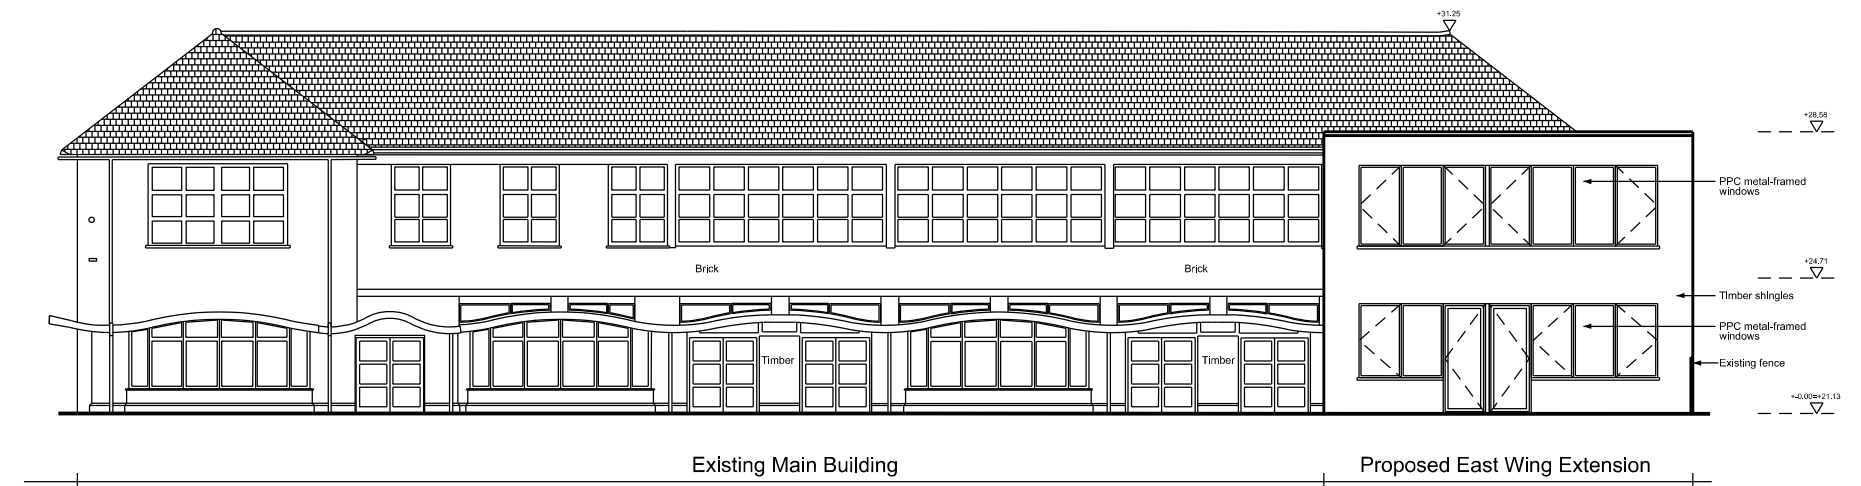 +31.25
+28.58
PPC metal-framed
windows
+24.71
Brick
Brick
Timber shingles
PPC metal-framed
windows
Timber
Timber
Existing fence
+-0.00=+21.13
Existing Main Building
Proposed East Wing Extension